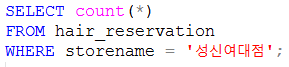 SELECT count(*)
FROM hair_reservation
WHERE storename = '성신여대점';